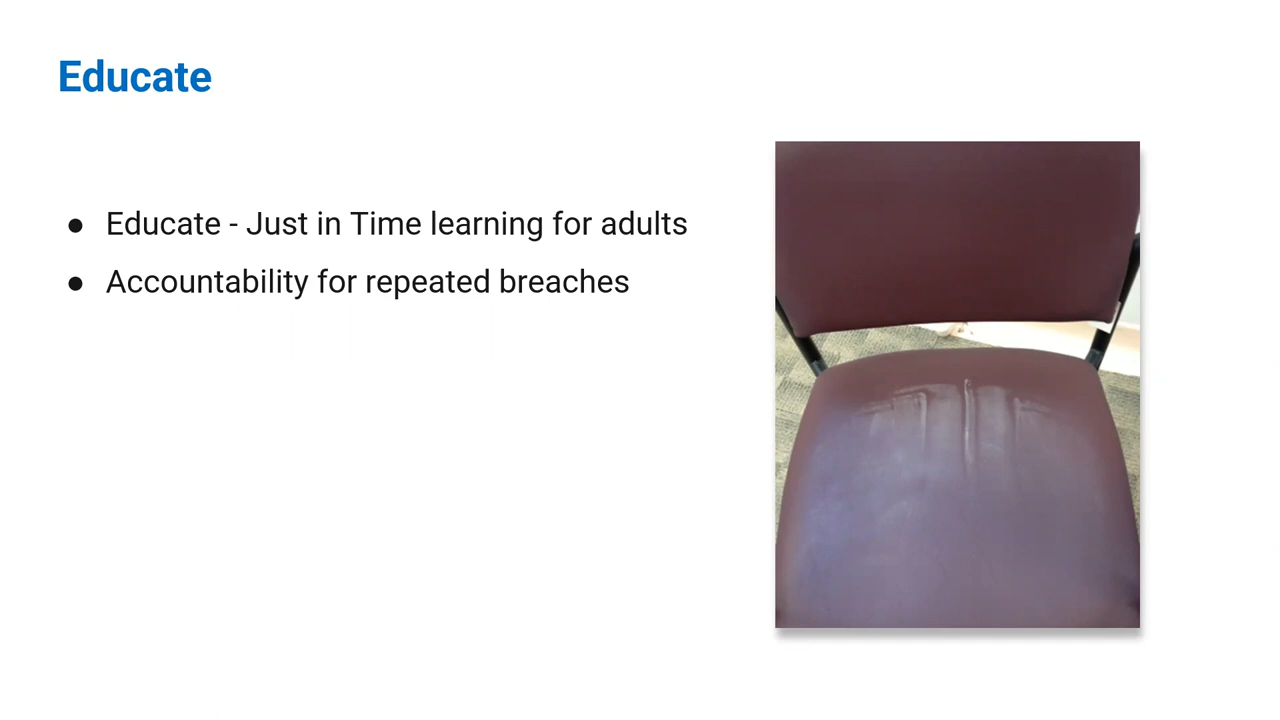 Educate
● Educate - Just in Time learning for adults
● Accountability for repeated breaches